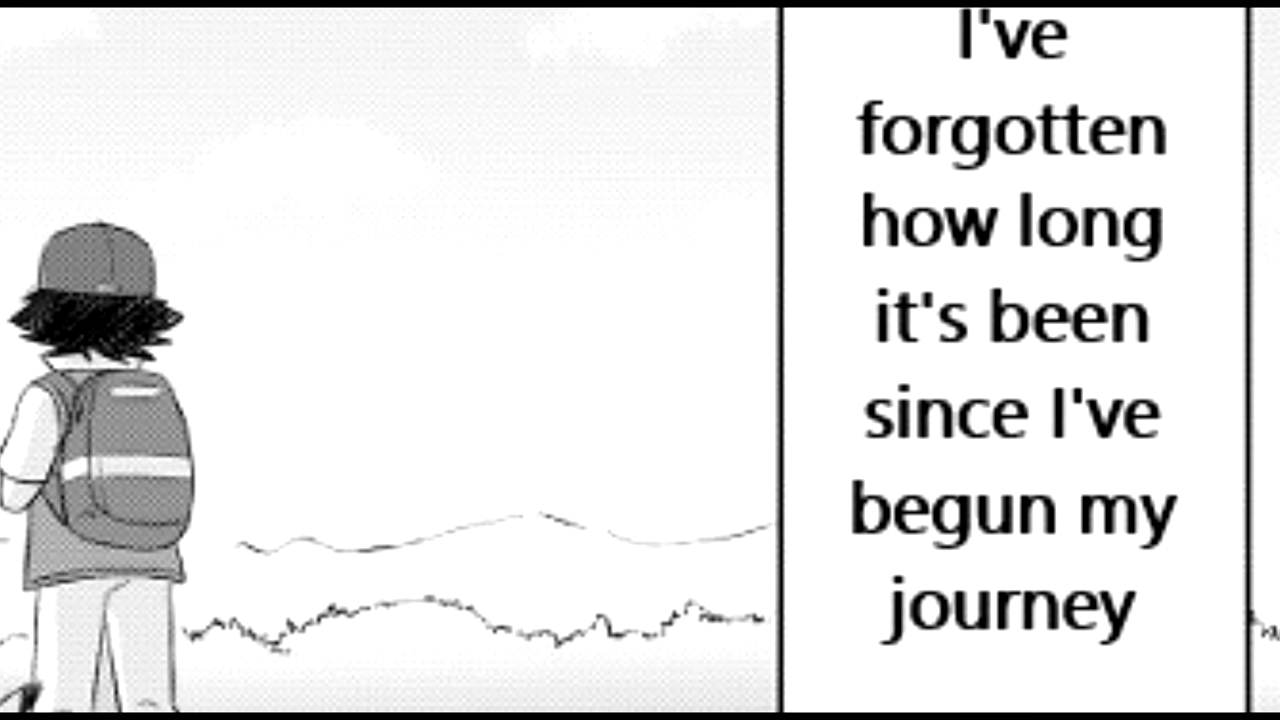 I've
forgotten
how long
it's been
since I've
begun my
journey